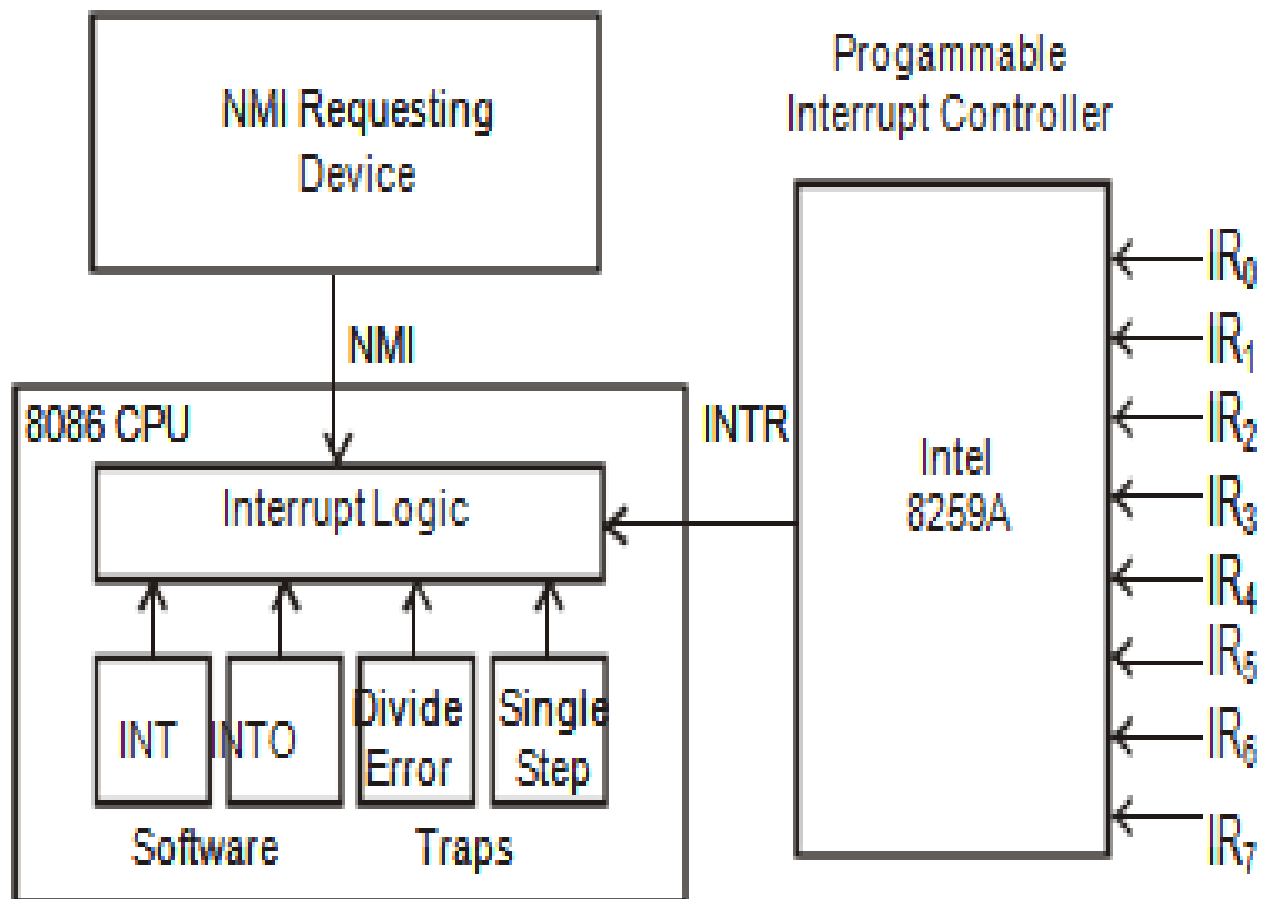 NMI Requesting
Device
Progammable
Interrupt Controller
NMI
8086 CPU
INTR
Interrupt Logic
Intel
8259A
IR0
IR1
IR2
IR3
IR4
IR5
IR6
IR7
INT
INTO
Divide
Error
Single
Step
Software
Traps